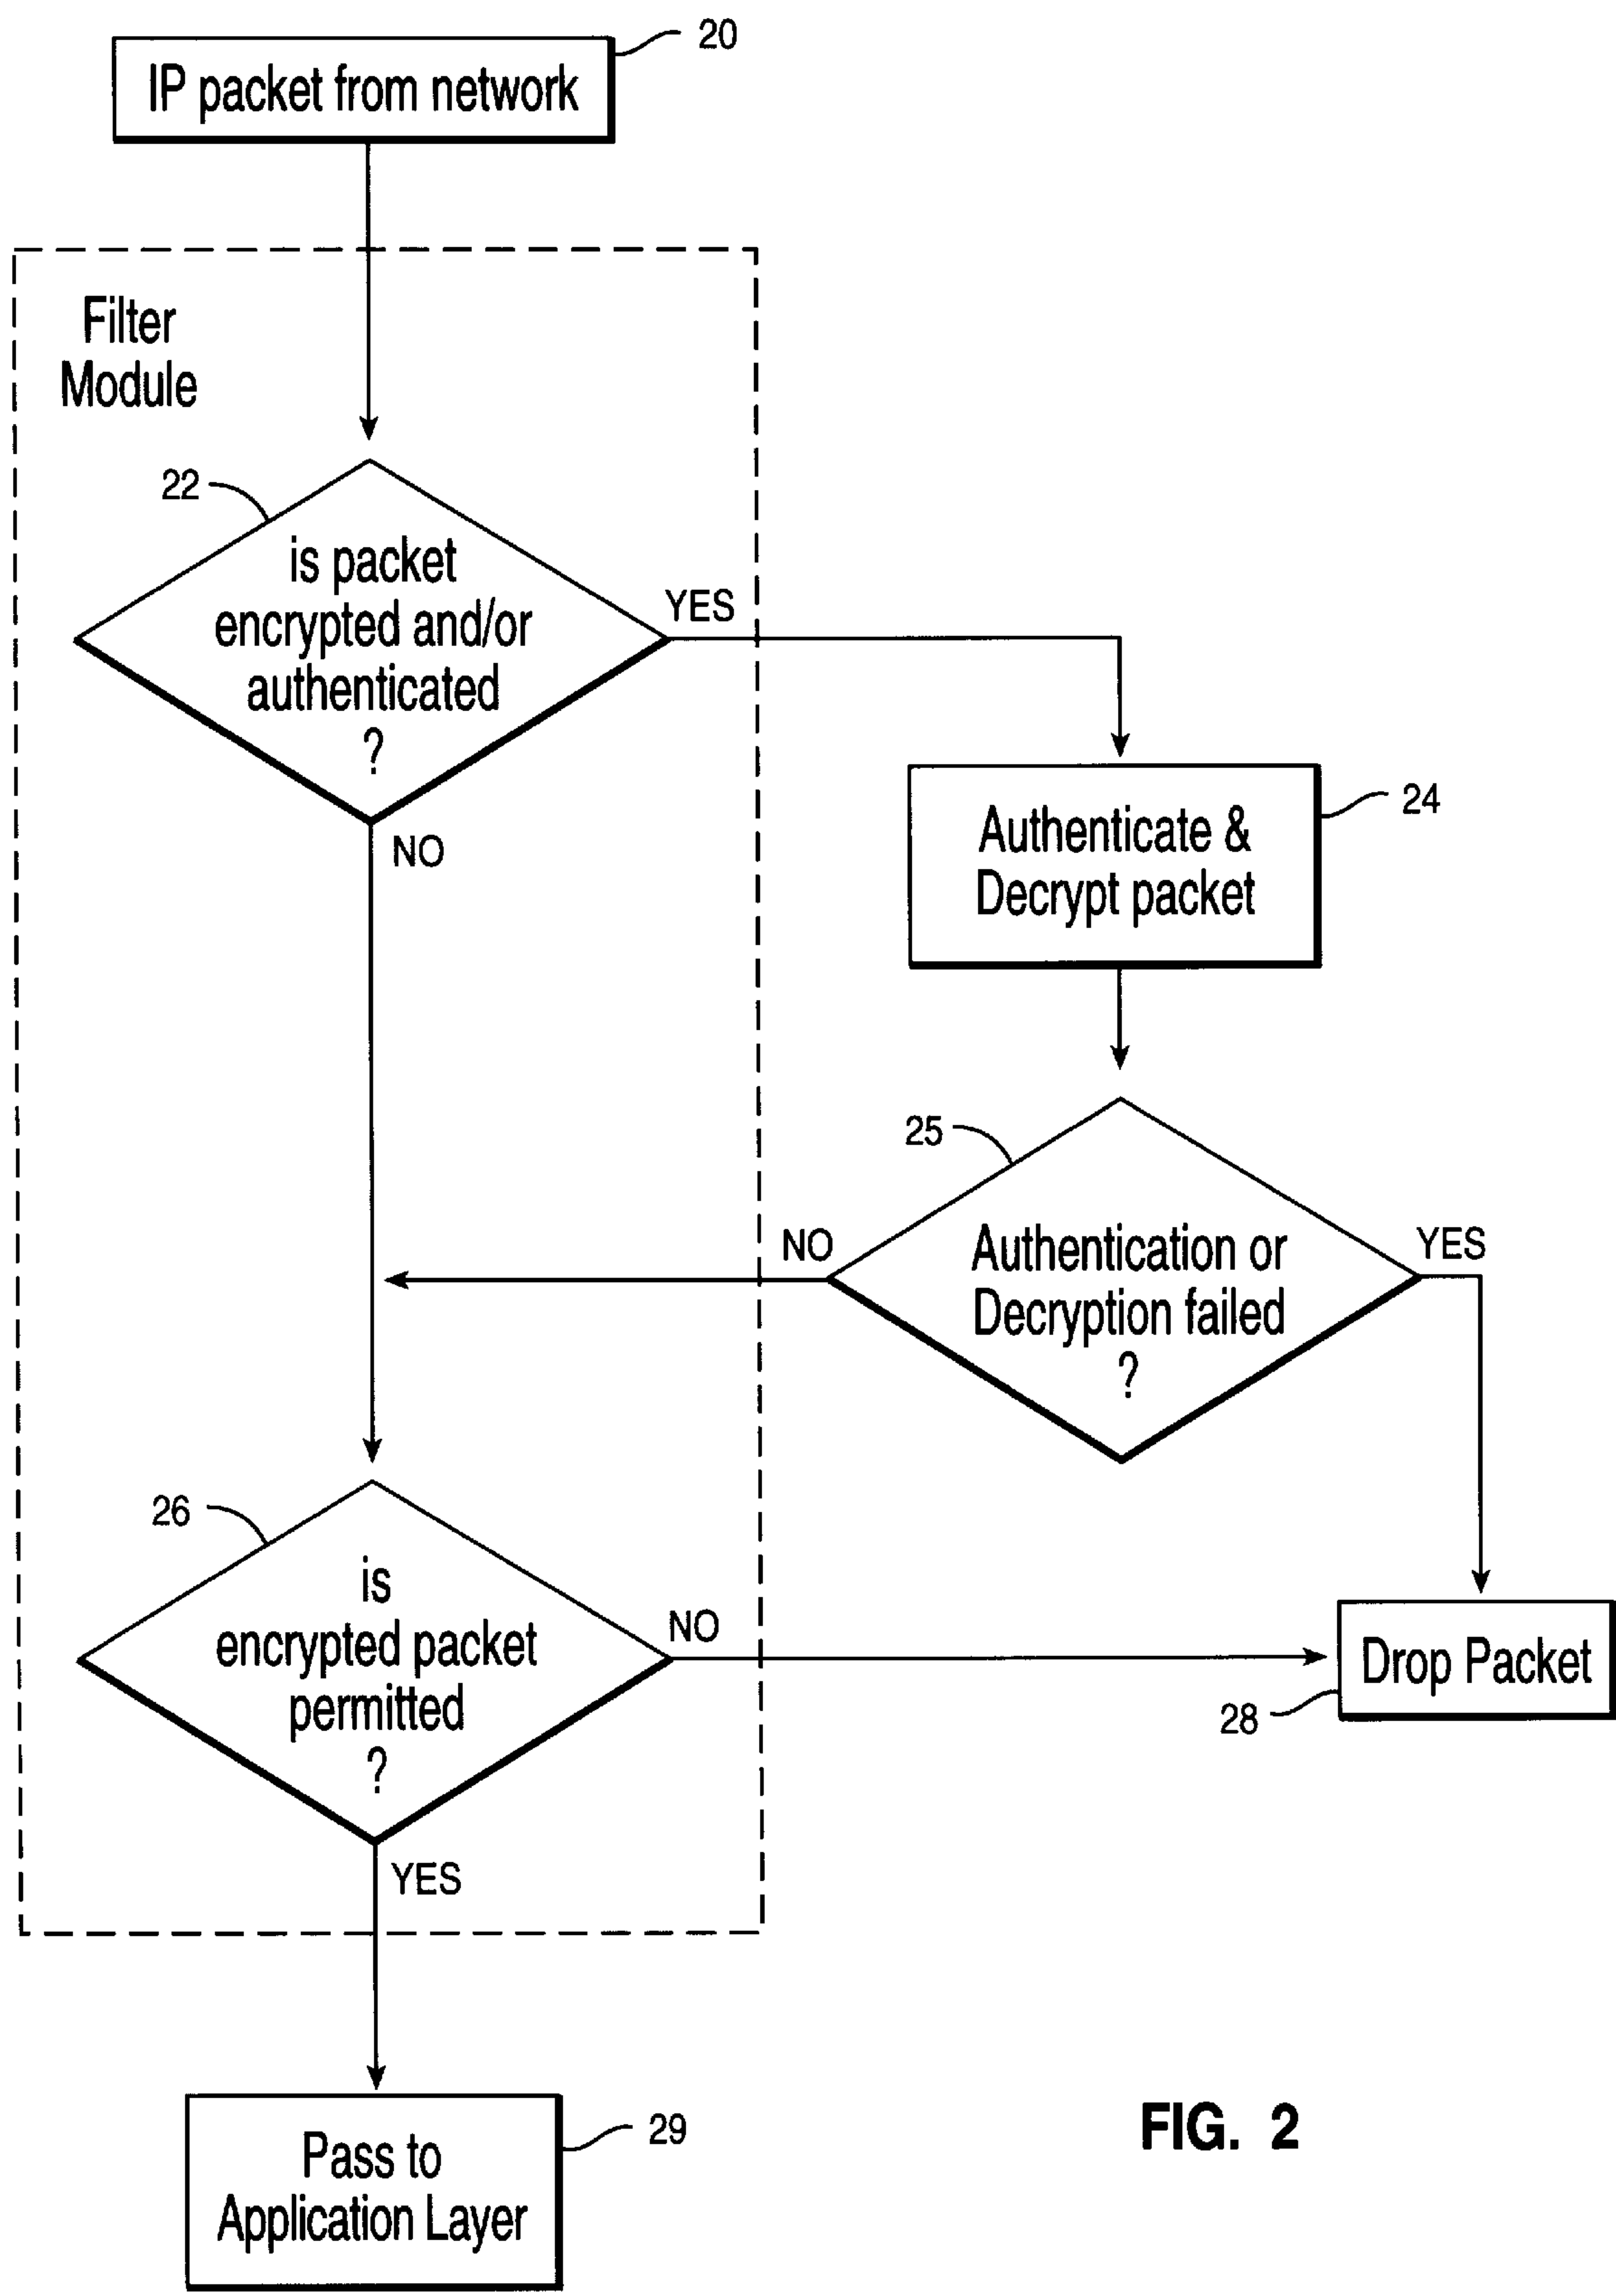 20
IP packet from network
Filter
Module
22
is packet
encrypted and/or
authenticated
?
YES
NO
24
Authenticate &
Decrypt packet
25
Authentication or
Decryption failed
?
NO
YES
26
is
encrypted packet
permitted
?
NO
YES
Drop Packet
28
29
Pass to
Application Layer
FIG. 2